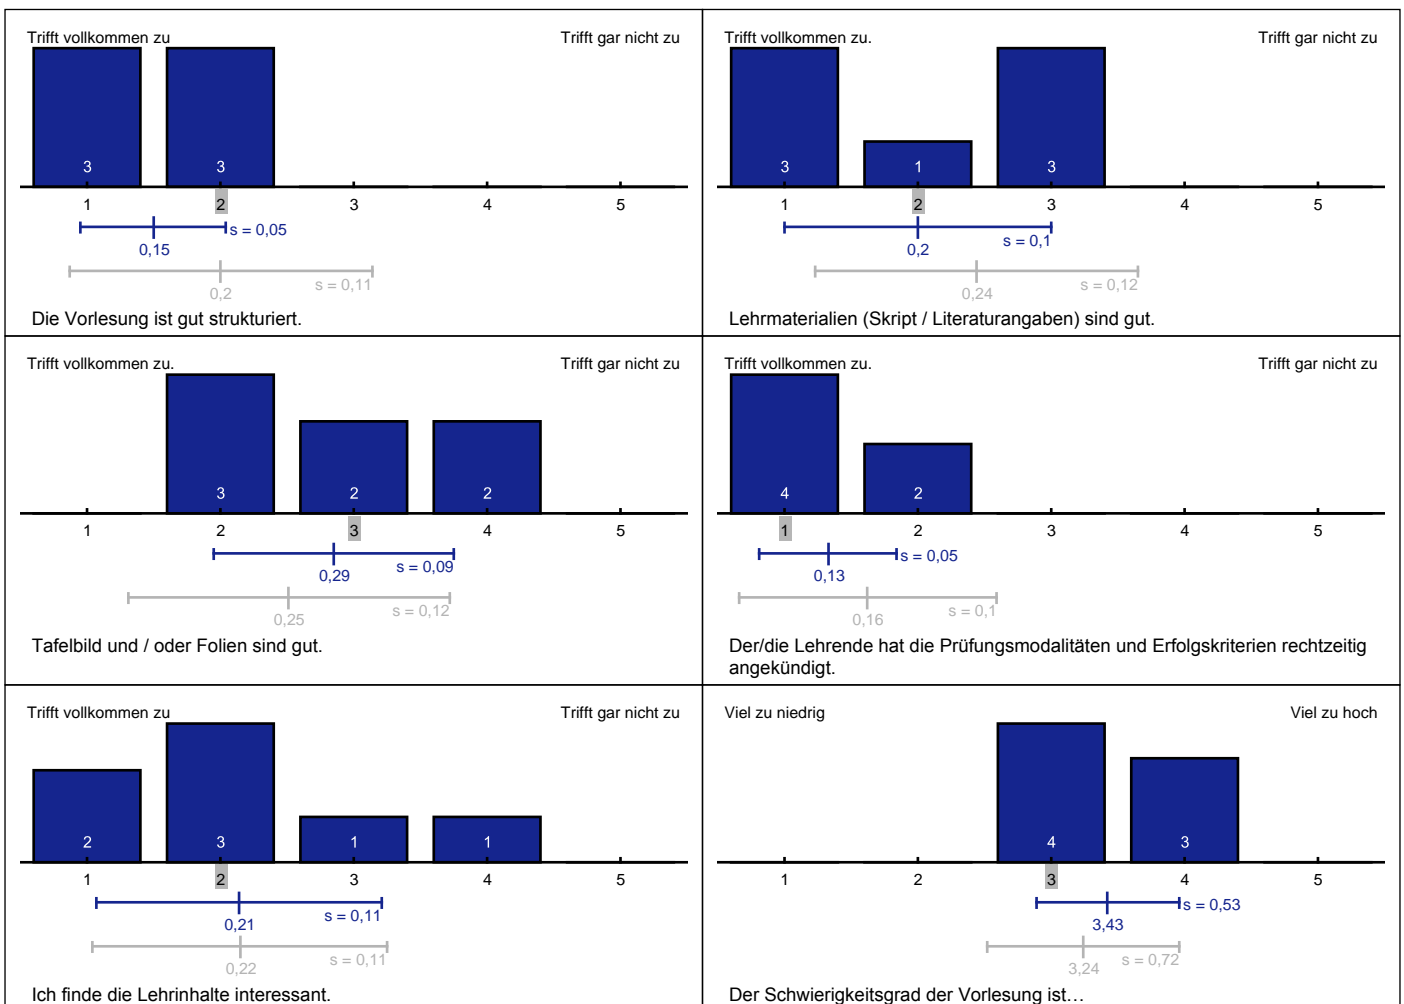 Trifft vollkommen zu Trifft gar nicht zu
3 3
1 2 3 4 5
s = 0,05
0,15
s = 0,11
0,2
Die Vorlesung ist gut strukturiert.
Trifft vollkommen zu. Trifft gar nicht zu
3 1 3
1 2 3 4 5
s = 0,1
0,2
s = 0,12
0,24
Lehrmaterialien (Skript / Literaturangaben) sind gut.
Trifft vollkommen zu. Trifft gar nicht zu
3 2 2
1 2 3 4 5
s = 0,09
0,29
s = 0,12
0,25
Tafelbild und / oder Folien sind gut.
Trifft vollkommen zu. Trifft gar nicht zu
4 2
1 2 3 4 5
s = 0,05
0,13
s = 0,1
0,16
Der/die Lehrende hat die Prüfungsmodalitäten und Erfolgskriterien rechtzeitig
angekündigt.
Trifft vollkommen zu Trifft gar nicht zu
2 3 1 1
1 2 3 4 5
s = 0,11
0,21
s = 0,11
0,22
Ich finde die Lehrinhalte interessant.
Viel zu niedrig Viel zu hoch
4 3
1 2 3 4 5
s = 0,53
3,43
s = 0,72
3,24
Der Schwierigkeitsgrad der Vorlesung ist…